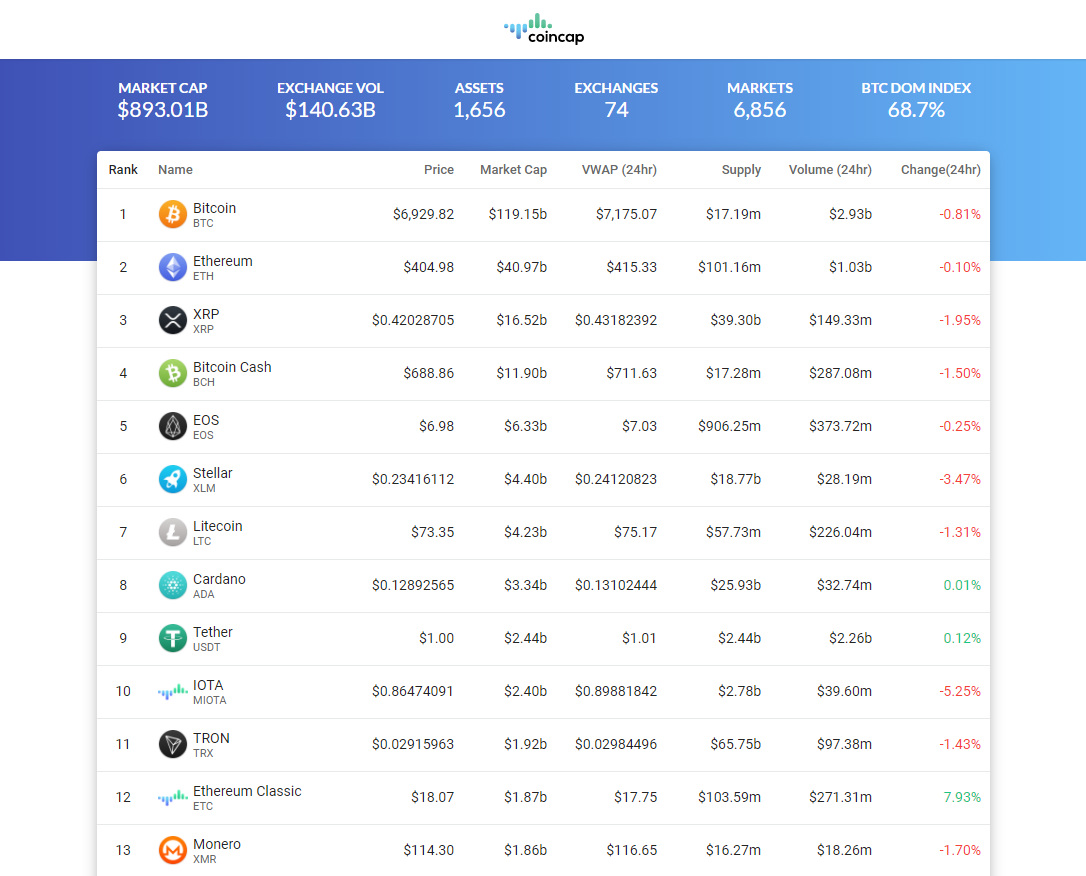 coincap
MARKET CAP EXCHANGE VOL ASSETS EXCHANGES MARKETS BTC DOM INDEX
$893.01B $140.63B 1,656 74 6,856 68.7%
Rank Name Price Market Cap VWAP (24hr) Supply Volume (24hr) Change(24hr)
1 Bitcoin $6,929.82 $119.15b $7,175.07 $17.19m $2.93b -0.81%
BTC
2 Ethereum $404.98 $40.97b $415.33 $101.16m $1.03b -0.10%
ETH
3 XRP $0.42028705 $16.52b $0.43182392 $39.30b $149.33m -1.95%
XRP
4 Bitcoin Cash $688.86 $11.90b $711.63 $17.28m $287.08m -1.50%
BCH
5 EOS $6.98 $6.33b $7.03 $906.25m $373.72m -0.25%
EOS
6 Stellar $0.23416112 $4.40b $0.24120823 $18.77b $28.19m -3.47%
XLM
7 Litecoin $73.35 $4.23b $75.17 $57.73m $226.04m -1.31%
LTC
8 Cardano $0.12892565 $3.34b $0.13102444 $25.93b $32.74m 0.01%
ADA
9 Tether $1.00 $2.44b $1.01 $2.44b $2.26b 0.12%
USDT
10 IOTA $0.86474091 $2.40b $0.89881842 $2.78b $39.60m -5.25%
MIOTA
11 TRON $0.02915963 $1.92b $0.02984496 $65.75b $97.38m -1.43%
TRX
12 Ethereum Classic $18.07 $1.87b $17.75 $103.59m $271.31m 7.93%
ETC
13 Monero $114.30 $1.86b $116.65 $16.27m $18.26m -1.70%
XMR